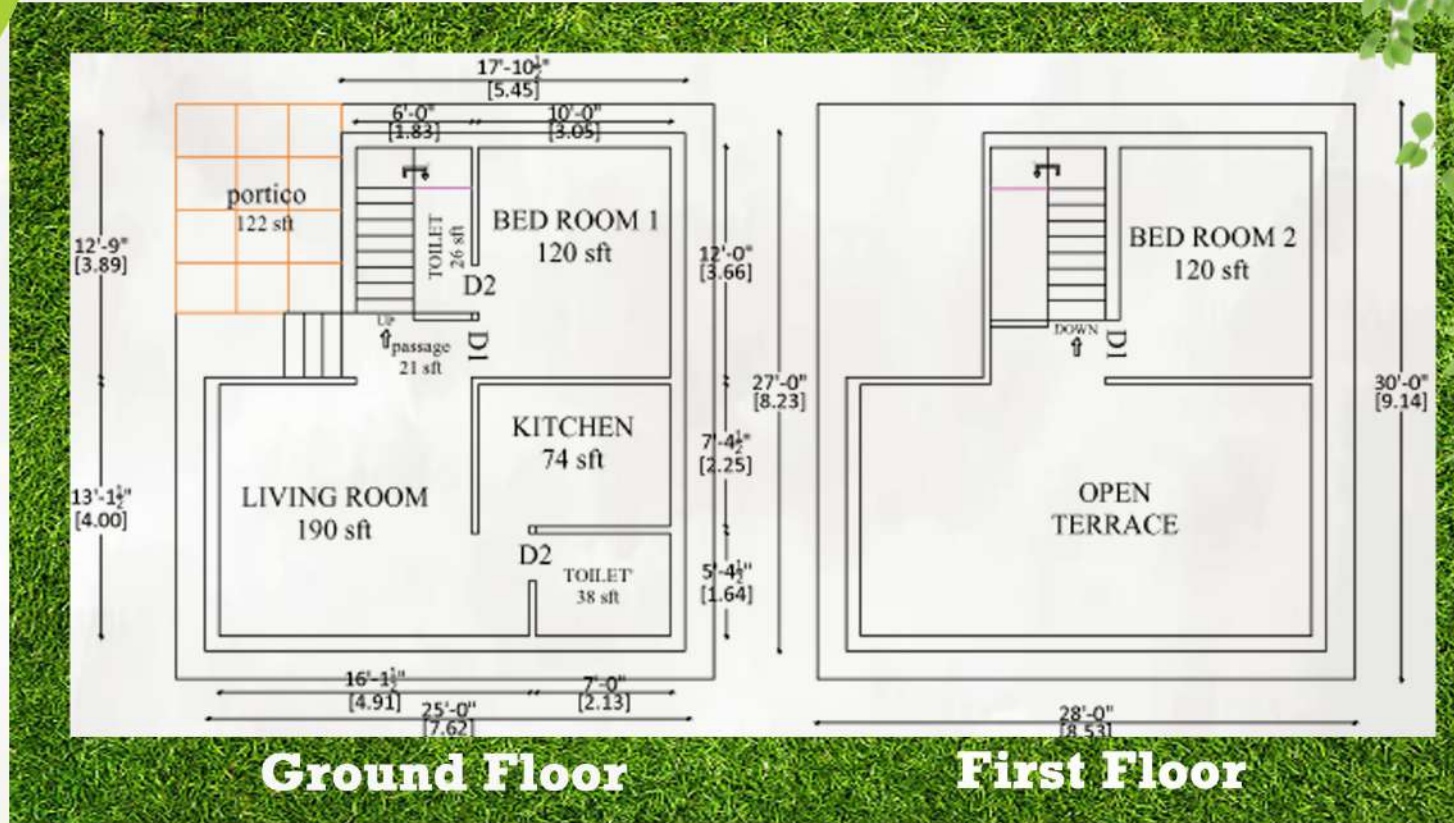 17'-10½"
[5.45]
6'-0"
[1.83]
10'-0"
[3.05]
portico
122 sft
TOILET
26 sft
BED ROOM 1
120 sft
D2
12'-9"
[3.89]
12'-0"
[3.66]
UP
passage
21 sft
D1
KITCHEN
74 sft
7'-4½"
[2.25]
LIVING ROOM
190 sft
13'-1½"
[4.00]
D2
TOILET
38 sft
5'-4½"
[1.64]
16'-1½"
[4.91]
7'-0"
[2.13]
25'-0"
[7.62]
27'-0"
[8.23]
BED ROOM 2
120 sft
DOWN
D1
30'-0"
[9.14]
OPEN
TERRACE
28'-0"
[8.53]
Ground Floor
First Floor